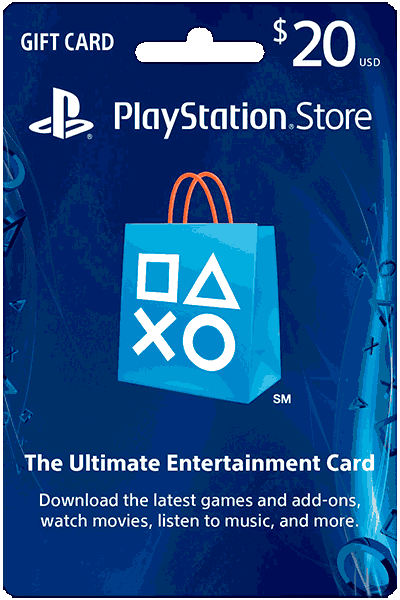 GIFT CARD
$20 USD
PlayStation®Store
SM
The Ultimate Entertainment Card
Download the latest games and add-ons,
watch movies, listen to music, and more.